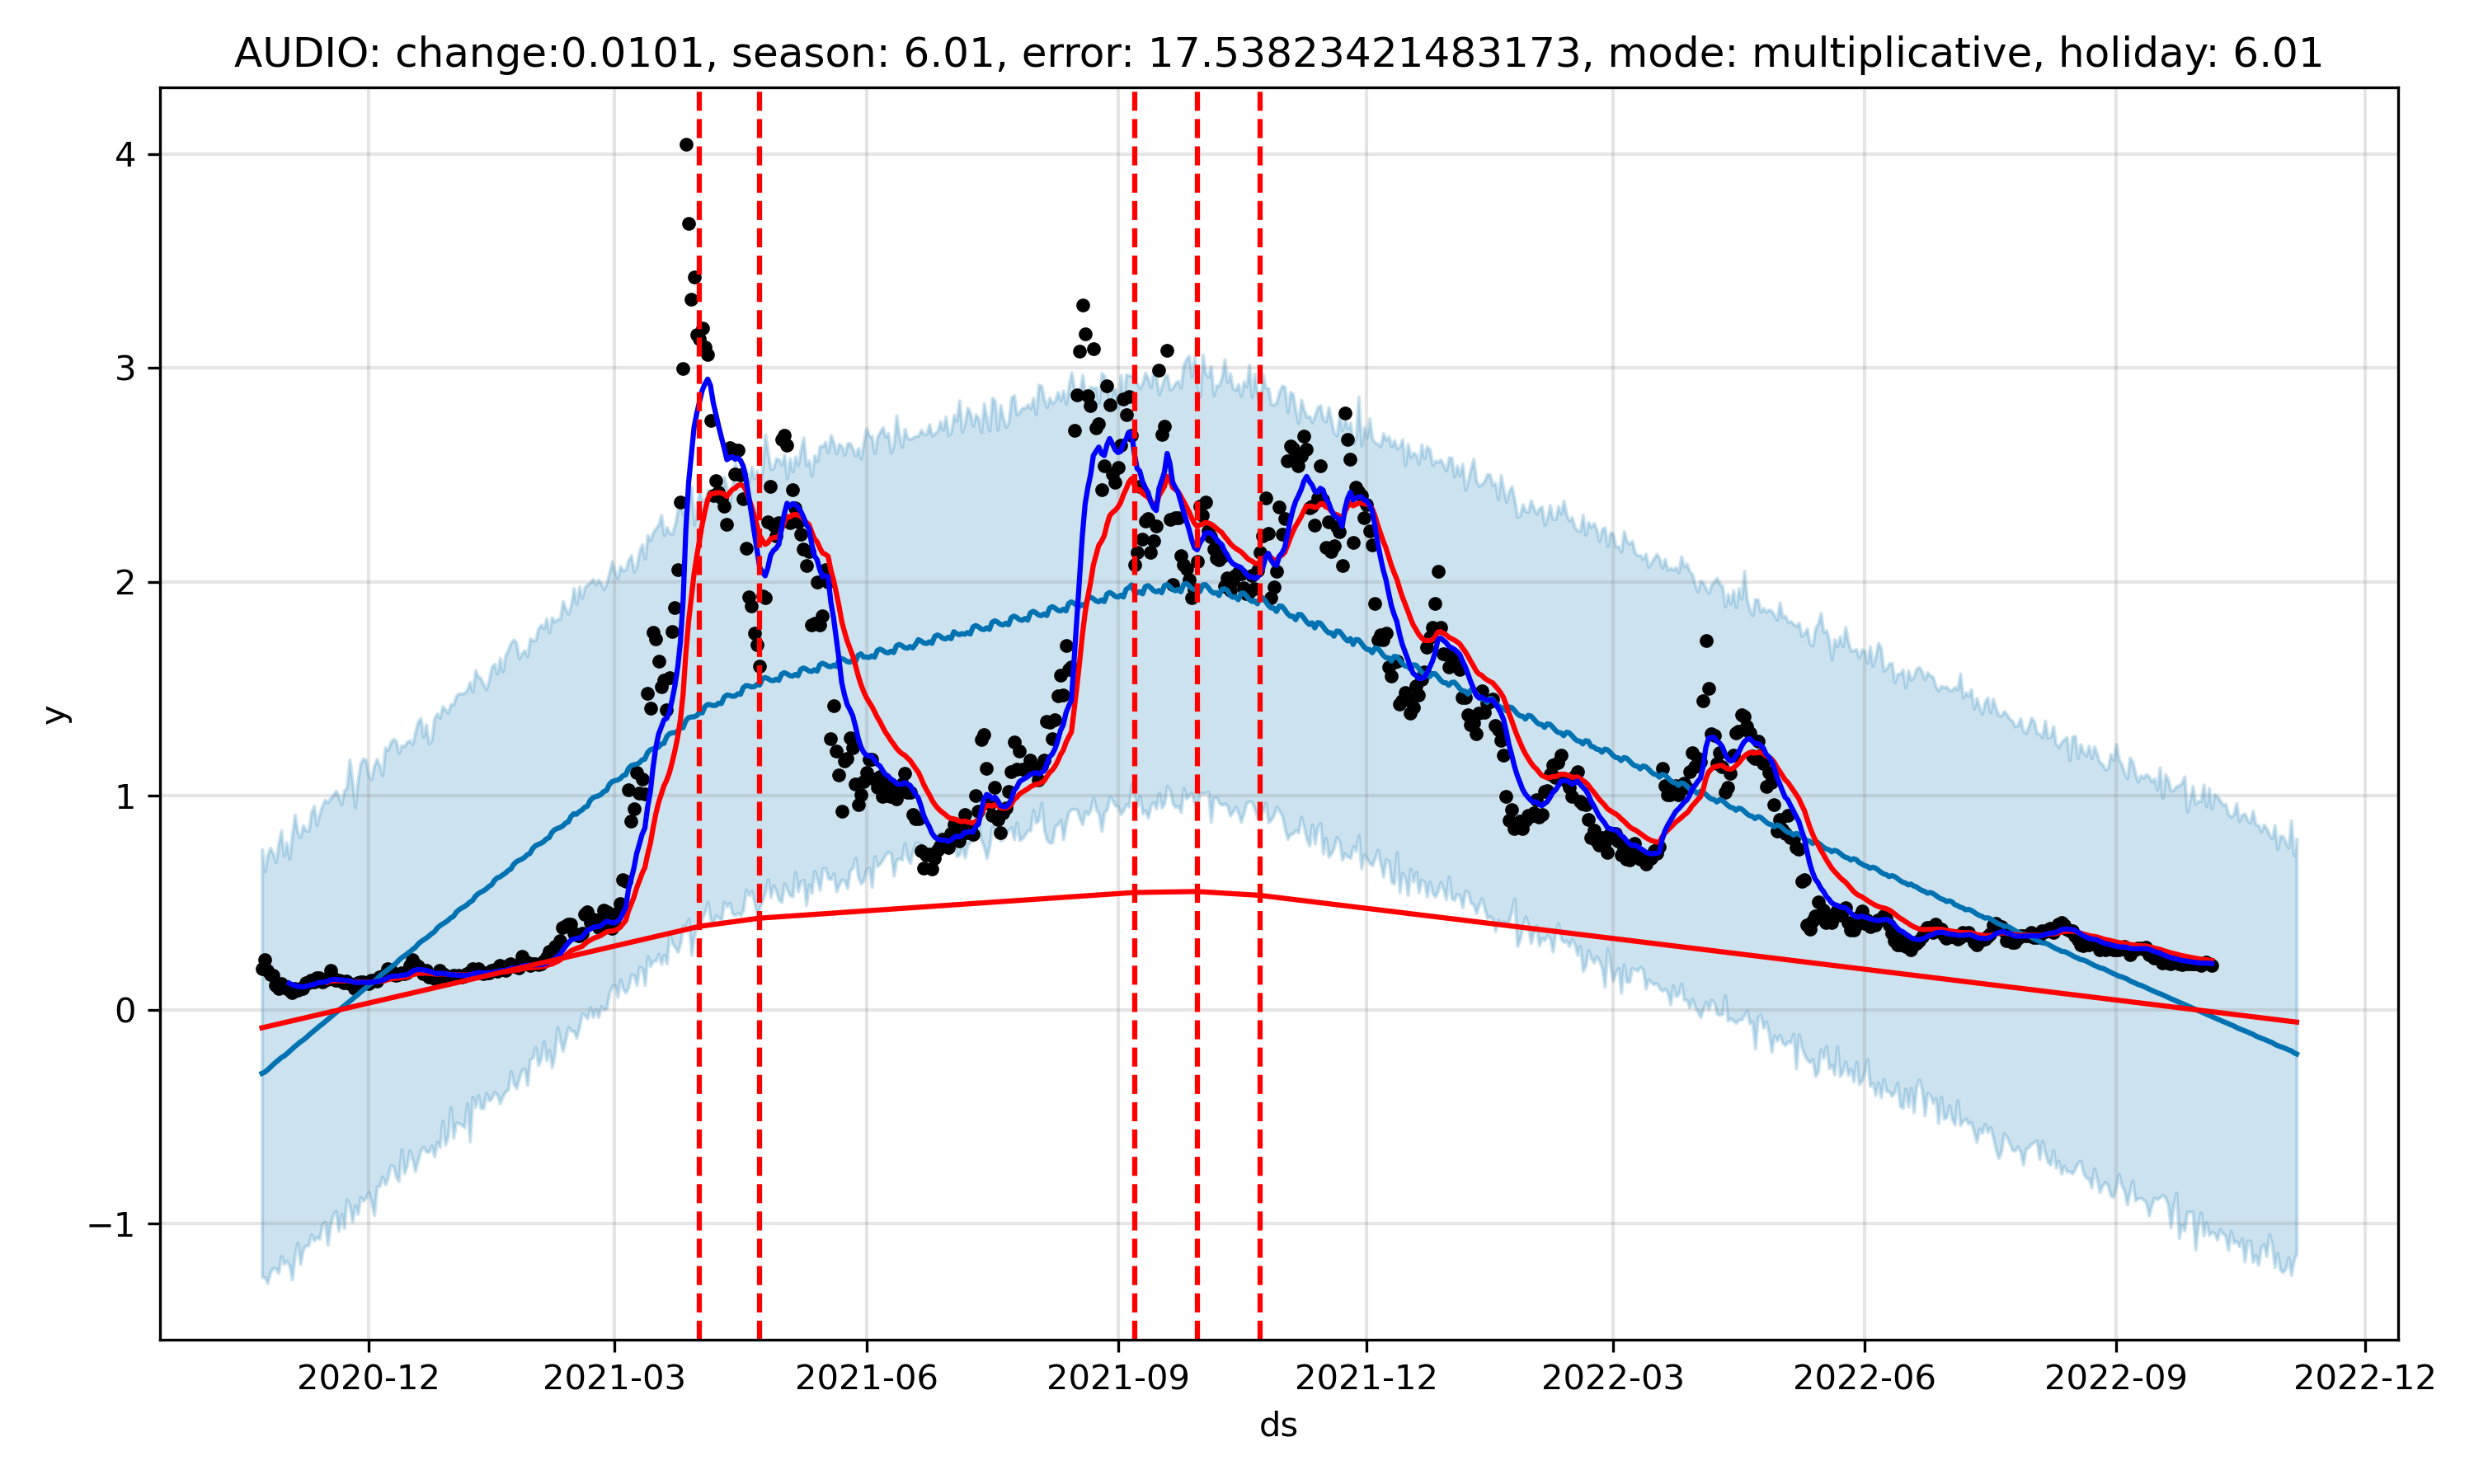 AUDIO: change:0.0101, season: 6.01, error: 17.53823421483173, mode: multiplicative, holiday: 6.01
4
3
2
1
0
−1
y
2020-12 2021-03 2021-06 2021-09 2021-12 2022-03 2022-06 2022-09 2022-12
ds